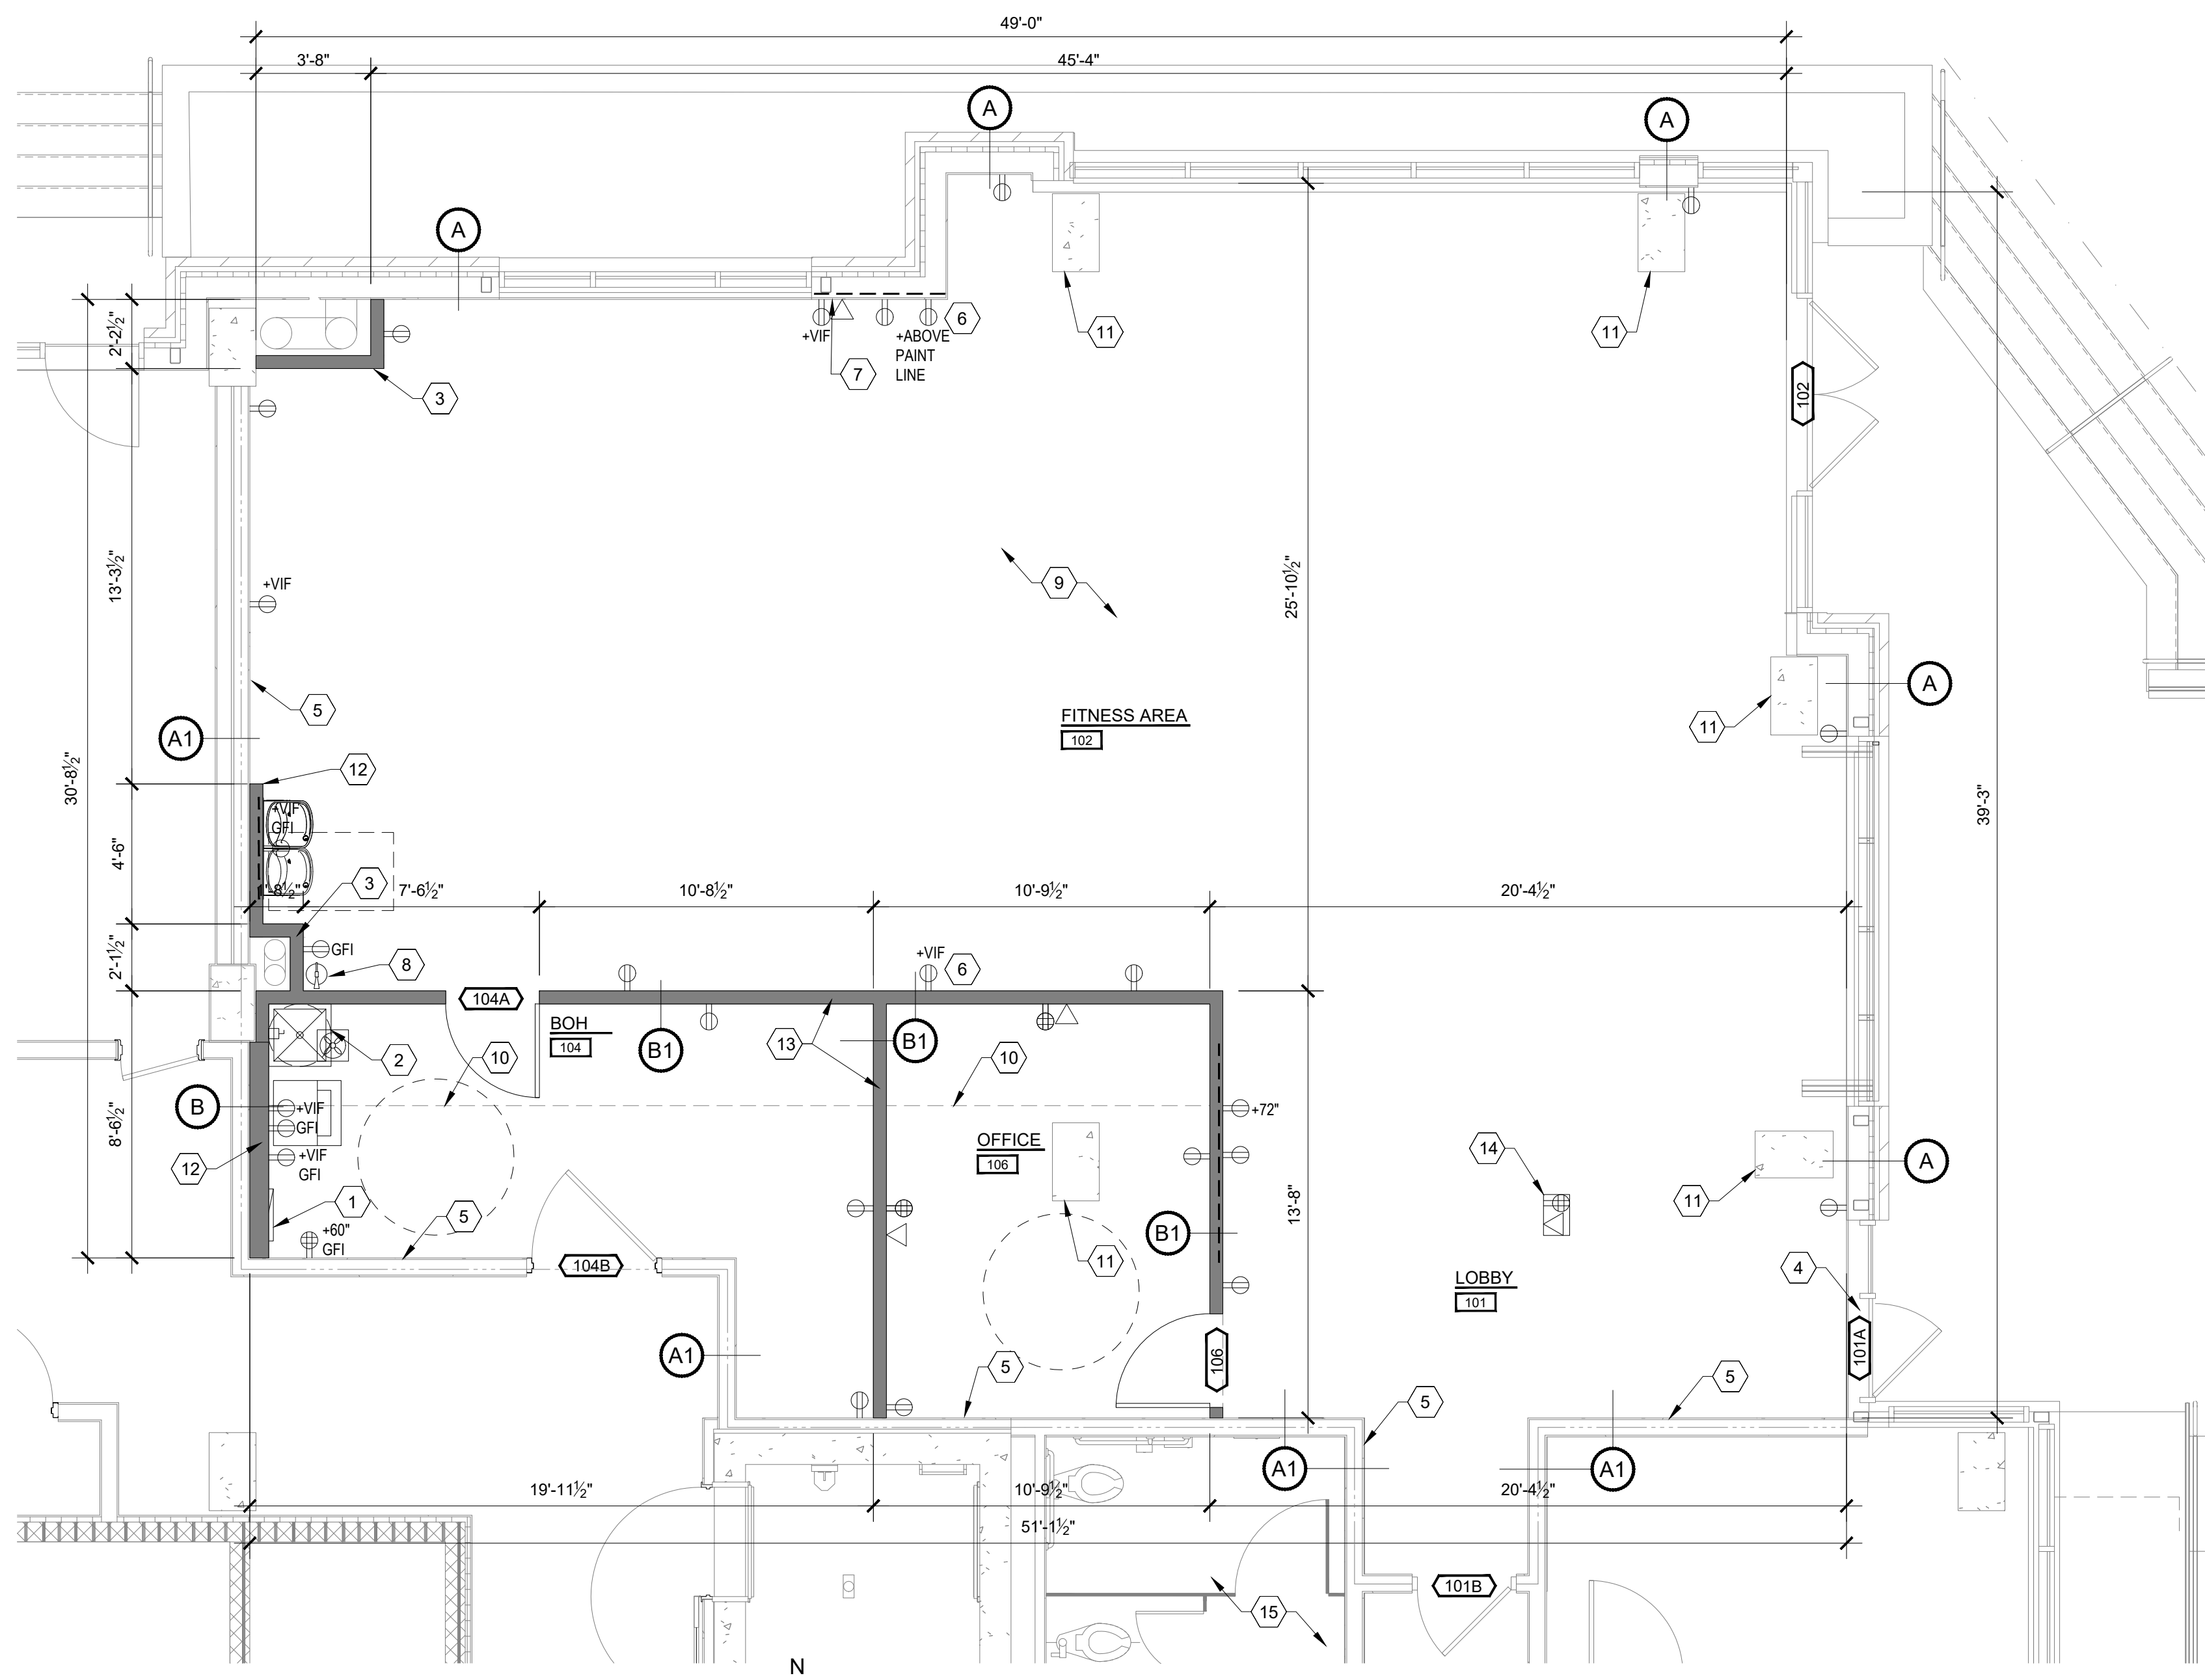 49'-0"
3'-8"
45'-4"
A
A
A
2'-2½"
+VIF
+ABOVE
PAINT
LINE
6
7
11
11
3
102
13'-3½"
+VIF
9
25'-10½"
5
FITNESS AREA
102
A
11
A1
30'-8½"
12
39'-3"
+VIF
GFI
4'-6"
3
8½"
7'-6½"
10'-8½"
10'-9½"
20'-4½"
2'-1½"
GFI
8
+VIF
6
104A
BOH
104
B1
13
B1
2
10
10
B
+VIF
GFI
+72"
8'-6½"
12
+VIF
GFI
OFFICE
106
14
A
1
5
+60"
GFI
11
B1
13'-8"
11
104B
LOBBY
101
4
A1
106
101A
5
5
5
A1
A1
19'-11½"
10'-9½"
20'-4½"
51'-1½"
101B
15
N